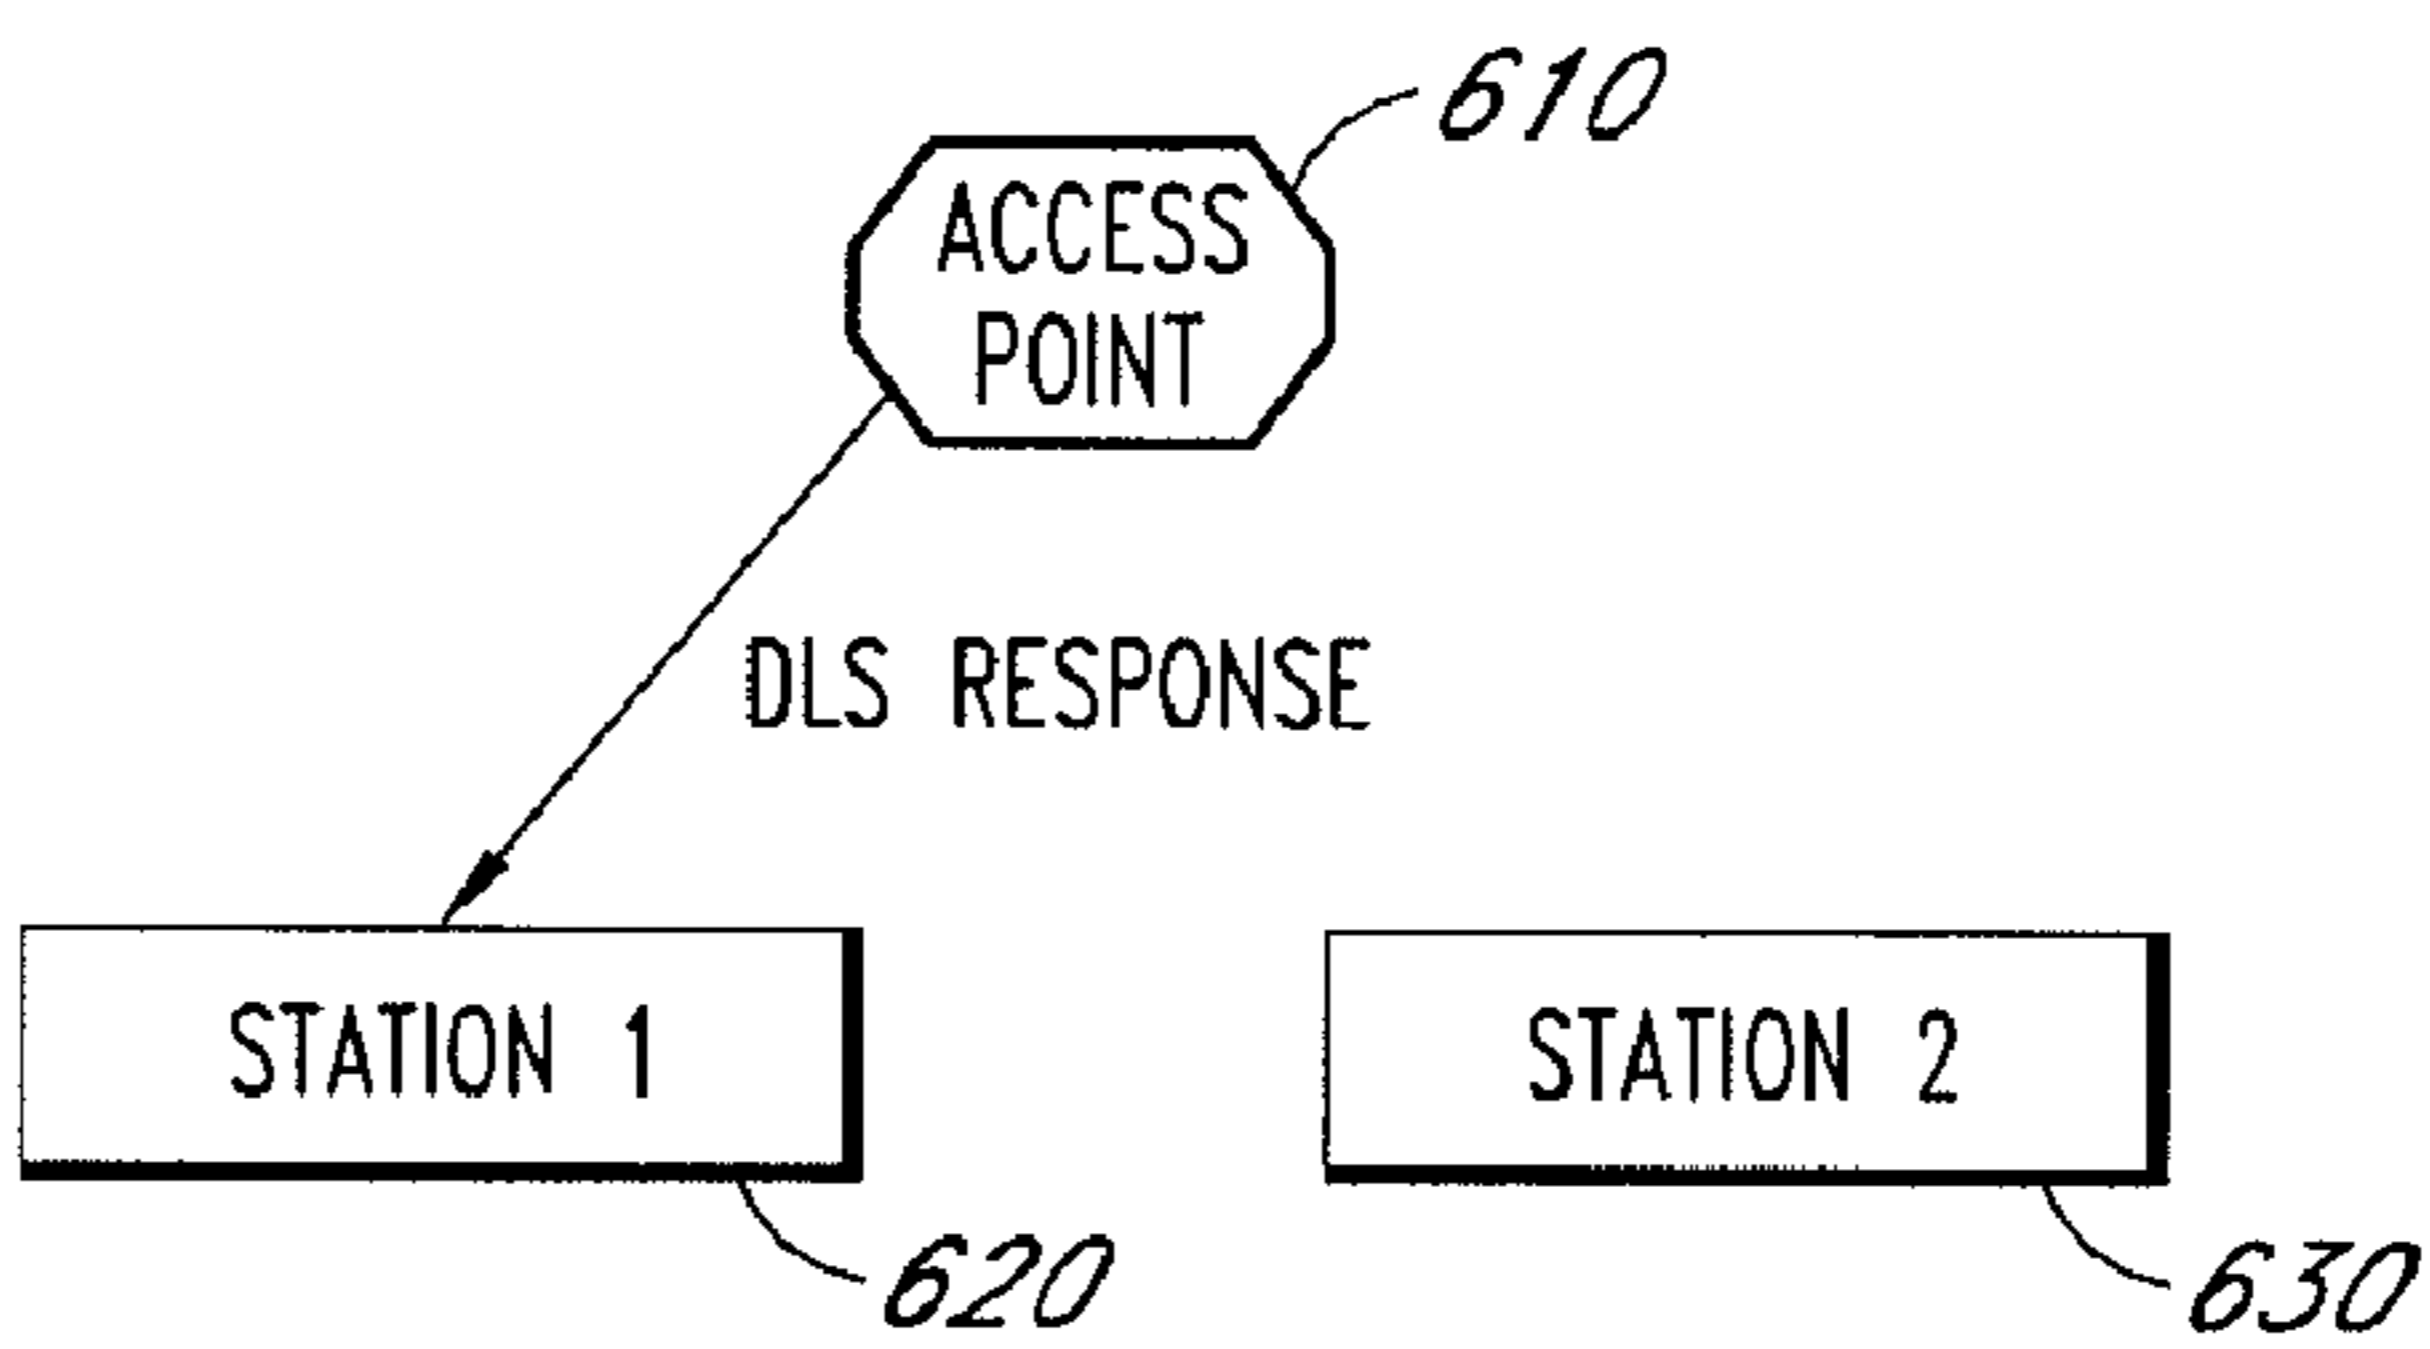 610
ACCESS
POINT
DLS RESPONSE
STATION 1
STATION 2
620
630